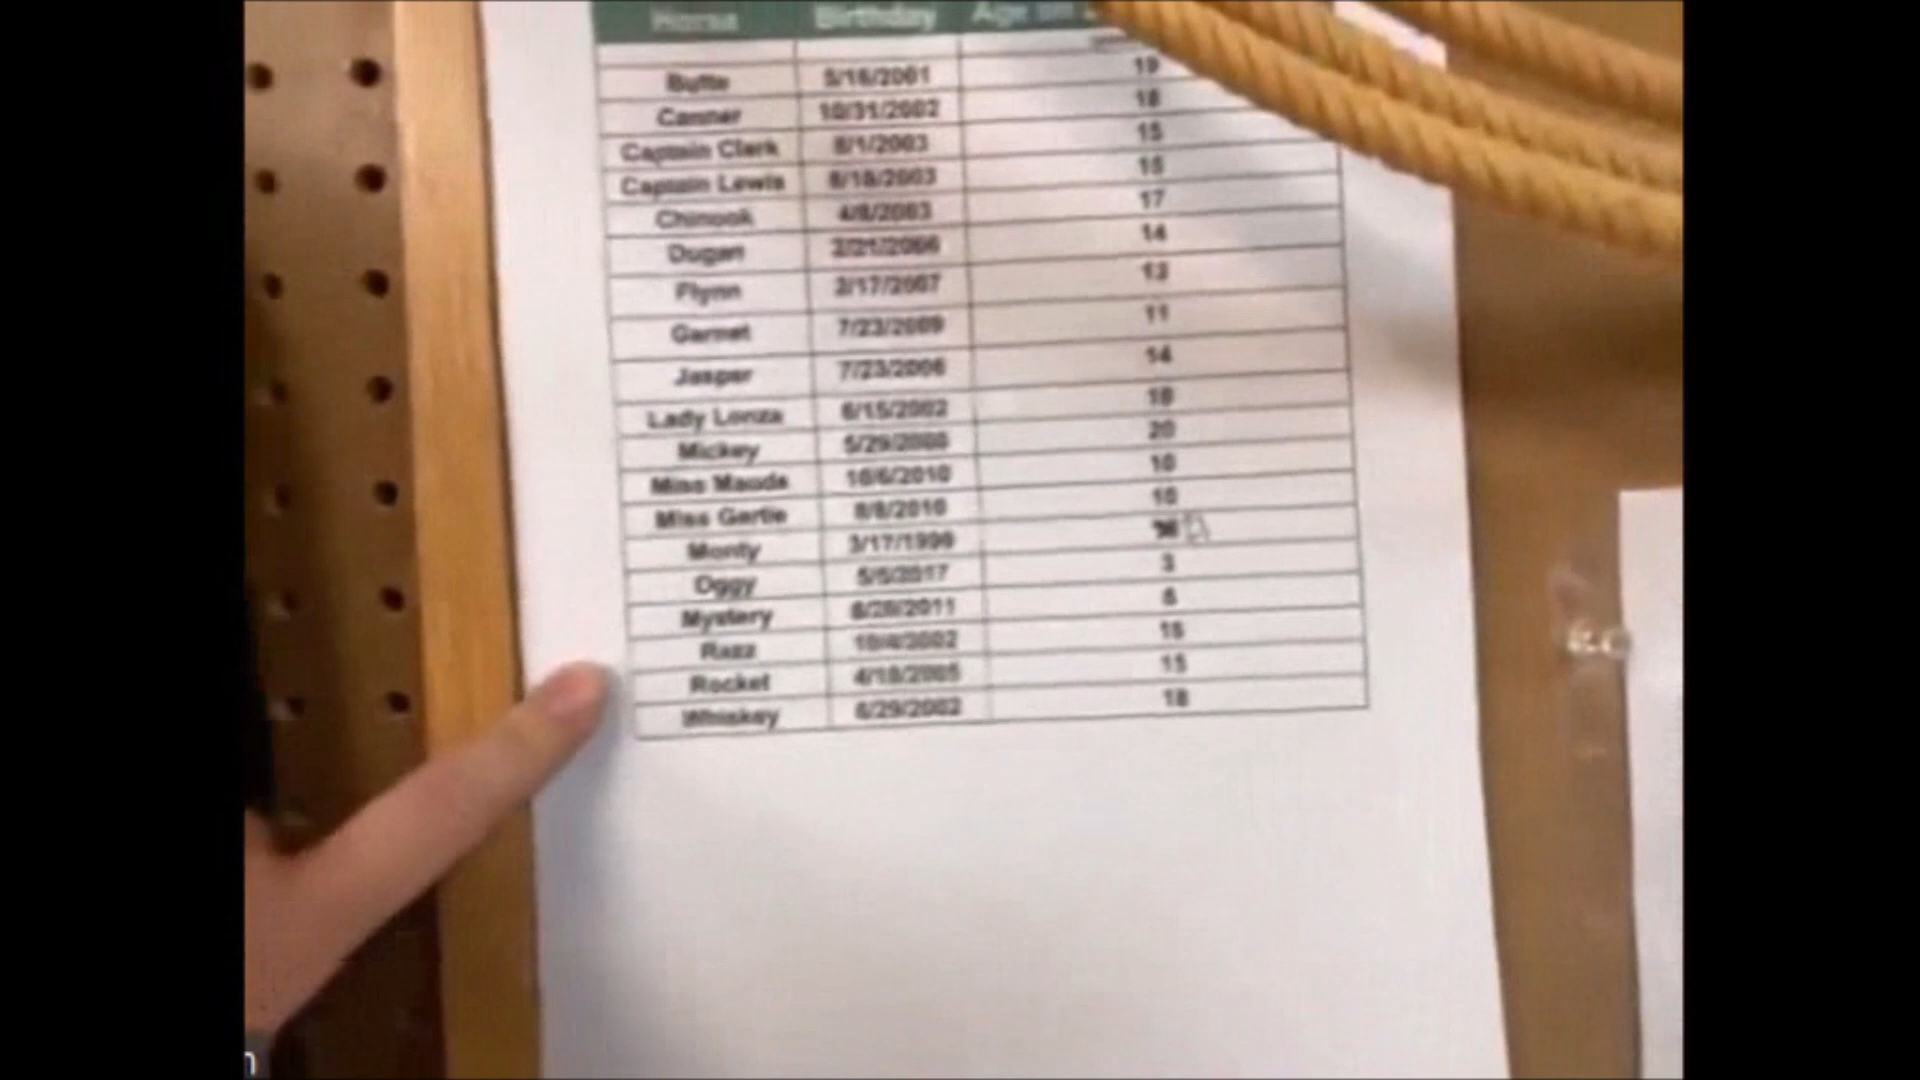 Horse Birthday Age on
Butte 5/16/2001 19
Conner 10/31/2002 18
Captain Clark 8/1/2003 15
Captain Lewis 8/18/2003 15
Chinook 4/8/2003 17
Dugan 2/21/2006 14
Flynn 2/17/2007 13
Garnet 7/23/2009 11
Jasper 7/23/2006 14
Lady Lonza 6/15/2002 18
Mickey 5/29/2000 20
Miss Maude 10/6/2010 10
Miss Gertie 8/8/2010 10
Monty 3/17/1999
Oggy 5/5/2017 3
Mystery 8/28/2011 6
Razz 10/4/2002 15
Rocket 4/18/2005 15
Whiskey 6/29/2002 18